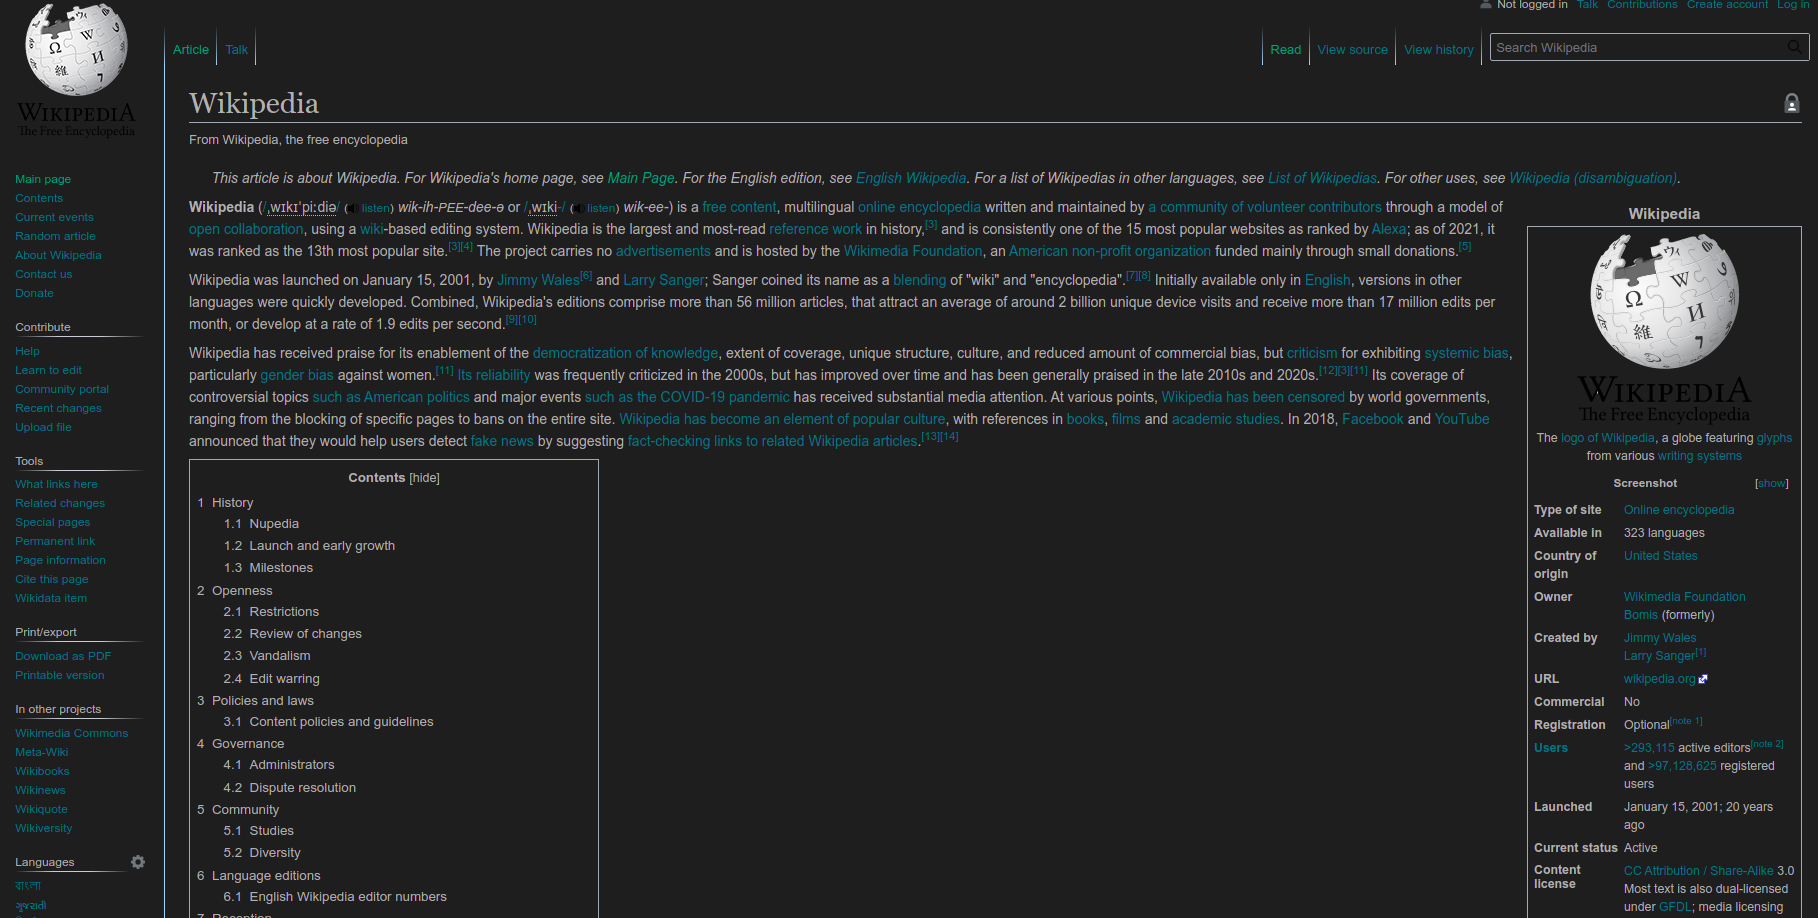 WIKIPEDIA
The Free Encyclopedia
Not logged in Talk Contributions Create account Log in
Article Talk
Read View source View history Search Wikipedia
Main page
Contents
Current events
Random article
About Wikipedia
Contact us
Donate
Contribute
Help
Learn to edit
Community portal
Recent changes
Upload file
Tools
What links here
Related changes
Special pages
Permanent link
Page information
Cite this page
Wikidata item
Print/export
Download as PDF
Printable version
In other projects
Wikimedia Commons
Meta-Wiki
Wikibooks
Wikinews
Wikiquote
Wikiversity
Languages
বাংলা
ગુજરાતી
Wikipedia
From Wikipedia, the free encyclopedia
This article is about Wikipedia. For Wikipedia's home page, see Main Page. For the English edition, see English Wikipedia. For a list of Wikipedias in other languages, see List of Wikipedias. For other uses, see Wikipedia (disambiguation).
Wikipedia (/ˌwɪkɪˈpiːdiə/ (listen) wik-ih-PEE-dee-ə or /ˌwɪki-/ (listen) wik-ee-) is a free content, multilingual online encyclopedia written and maintained by a community of volunteer contributors through a model of
open collaboration, using a wiki-based editing system. Wikipedia is the largest and most-read reference work in history,[3] and is consistently one of the 15 most popular websites as ranked by Alexa; as of 2021, it
was ranked as the 13th most popular site.[3][4] The project carries no advertisements and is hosted by the Wikimedia Foundation, an American non-profit organization funded mainly through small donations.[5]
Wikipedia was launched on January 15, 2001, by Jimmy Wales[6] and Larry Sanger; Sanger coined its name as a blending of "wiki" and "encyclopedia".[7][8] Initially available only in English, versions in other
languages were quickly developed. Combined, Wikipedia's editions comprise more than 56 million articles, that attract an average of around 2 billion unique device visits and receive more than 17 million edits per
month, or develop at a rate of 1.9 edits per second.[9][10]
Wikipedia has received praise for its enablement of the democratization of knowledge, extent of coverage, unique structure, culture, and reduced amount of commercial bias, but criticism for exhibiting systemic bias,
particularly gender bias against women.[11] Its reliability was frequently criticized in the 2000s, but has improved over time and has been generally praised in the late 2010s and 2020s.[12][3][11] Its coverage of
controversial topics such as American politics and major events such as the COVID-19 pandemic has received substantial media attention. At various points, Wikipedia has been censored by world governments,
ranging from the blocking of specific pages to bans on the entire site. Wikipedia has become an element of popular culture, with references in books, films and academic studies. In 2018, Facebook and YouTube
announced that they would help users detect fake news by suggesting fact-checking links to related Wikipedia articles.[13][14]
Contents [hide]
1 History
1.1 Nupedia
1.2 Launch and early growth
1.3 Milestones
2 Openness
2.1 Restrictions
2.2 Review of changes
2.3 Vandalism
2.4 Edit warring
3 Policies and laws
3.1 Content policies and guidelines
4 Governance
4.1 Administrators
4.2 Dispute resolution
5 Community
5.1 Studies
5.2 Diversity
6 Language editions
6.1 English Wikipedia editor numbers
7 Reception
Wikipedia
Ω W И 維 7
WIKIPEDIA
The Free Encyclopedia
The logo of Wikipedia, a globe featuring glyphs
from various writing systems
Screenshot [show]
Type of site Online encyclopedia
Available in 323 languages
Country of United States
origin
Owner Wikimedia Foundation
Bomis (formerly)
Created by Jimmy Wales
Larry Sanger[1]
URL wikipedia.org
Commercial No
Registration Optional[note 1]
Users >293,115 active editors[note 2]
and >97,128,625 registered
users
Launched January 15, 2001; 20 years
ago
Current status Active
Content CC Attribution / Share-Alike 3.0
license Most text is also dual-licensed
under GFDL; media licensing